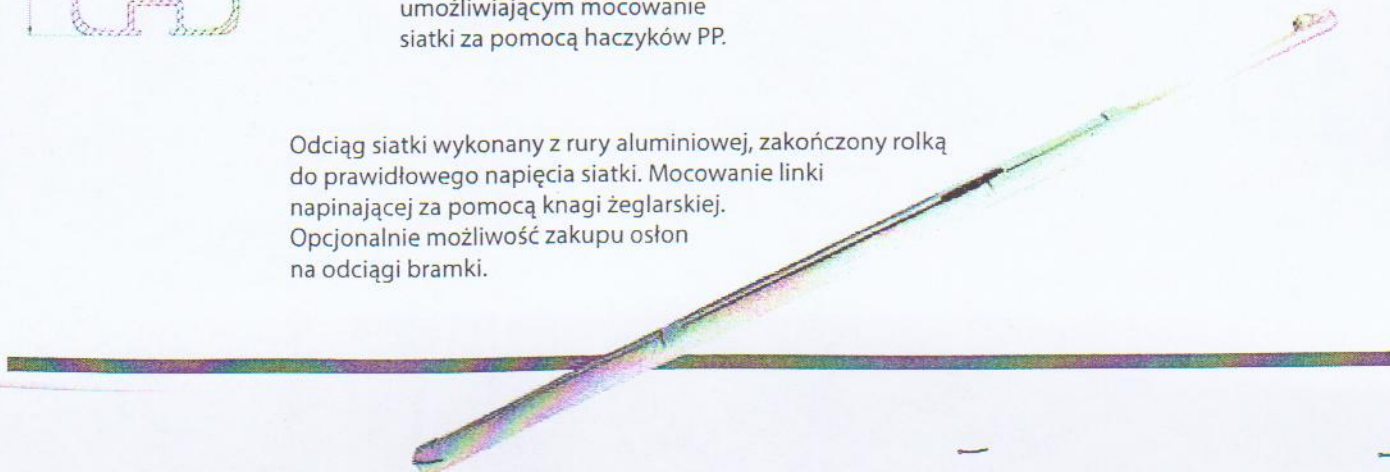 umożliwiającym mocowanie
siatki za pomocą haczyków PP.
Odciąg siatki wykonany z rury aluminiowej, zakończony rolką
do prawidłowego napięcia siatki. Mocowanie linki
napinającej za pomocą knagi żeglarskiej.
Opcjonalnie możliwość zakupu osłon
na odciągi bramki.